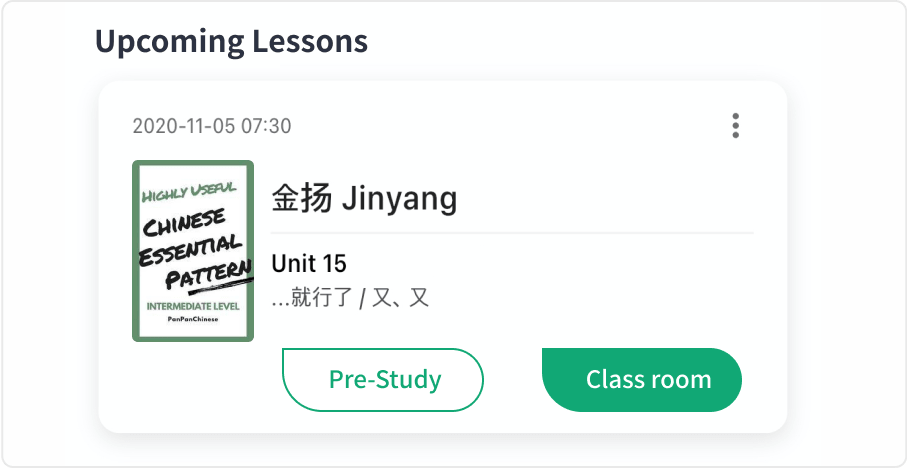 Upcoming Lessons
2020-11-05 07:30
HIGHLY USEFUL
CHINESE
ESSENTIAL
PATTERN
INTERMEDIATE LEVEL
PanPanChinese
金扬 Jinyang
Unit 15
...就行了 / 又、又
Pre-Study
Class room